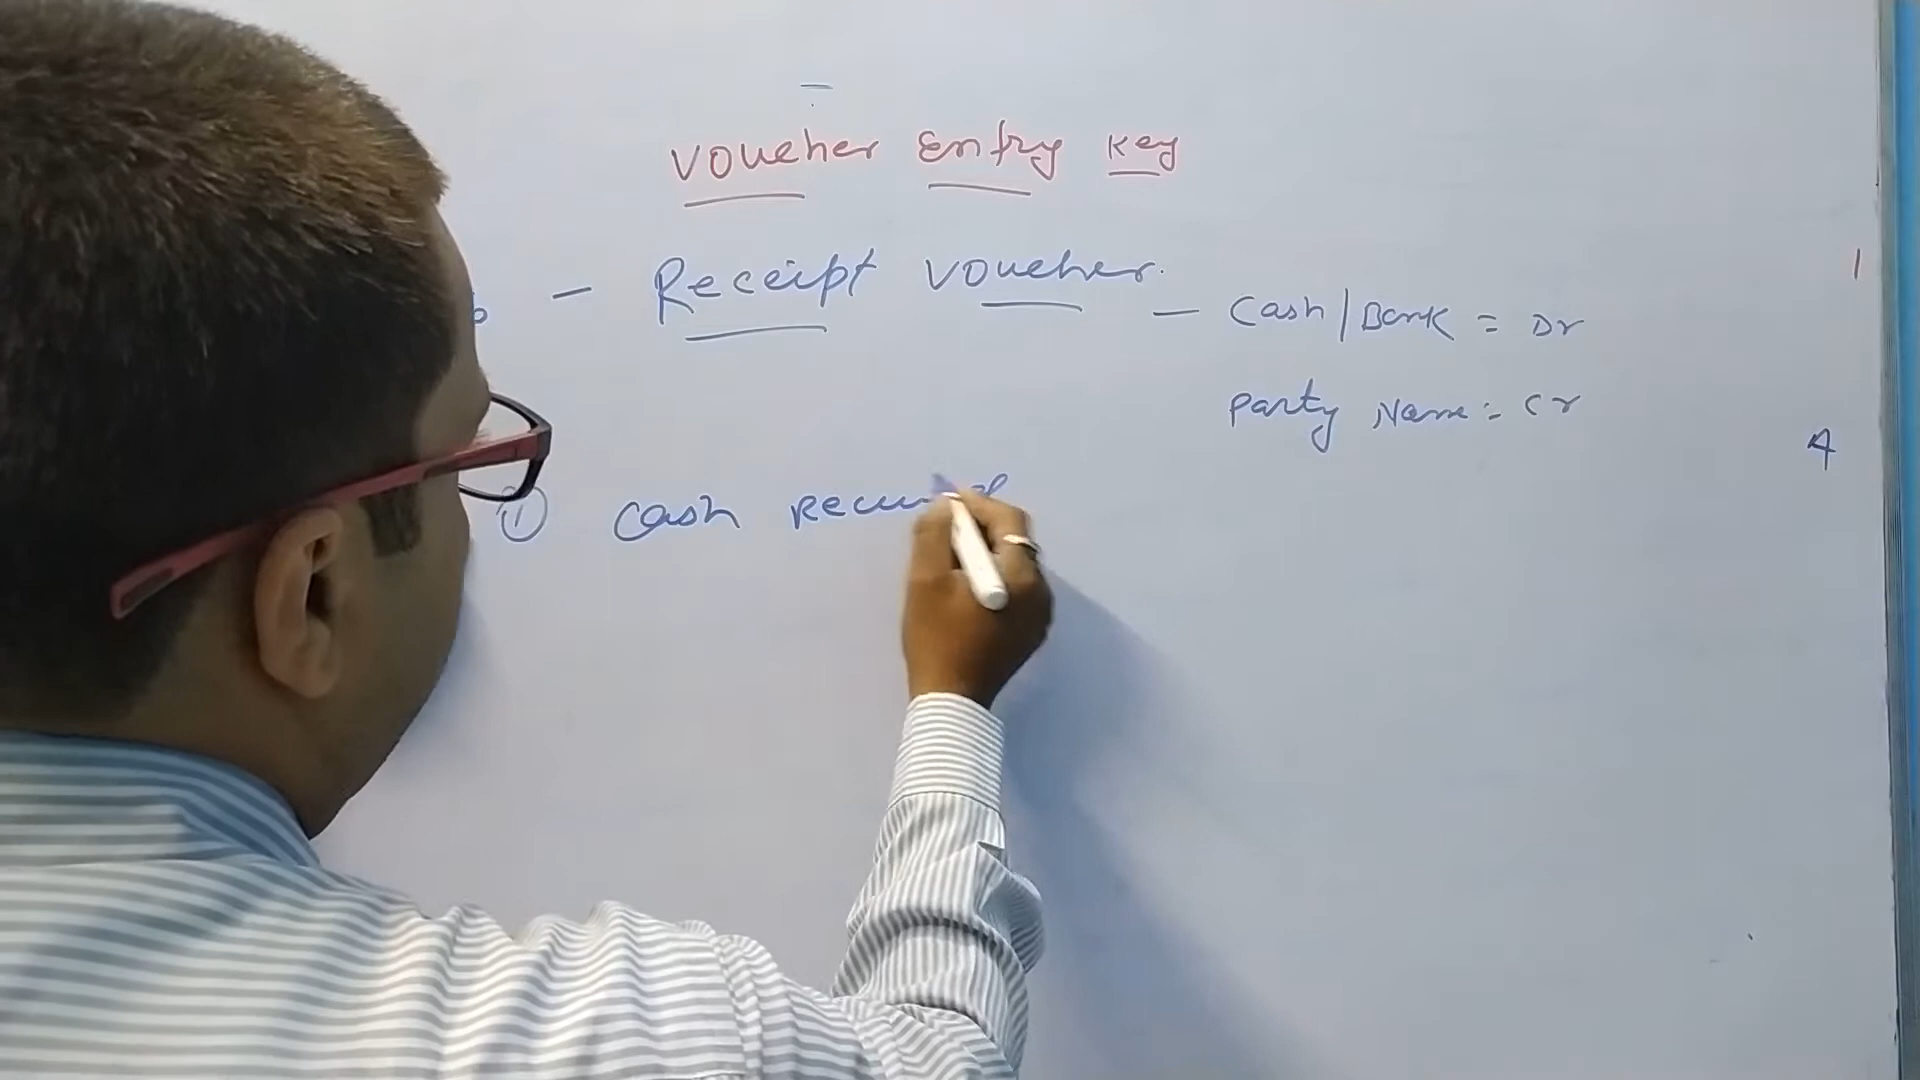 Voucher Entry Key
- Receipt Voucher.
- Cash/Bank = Dr
Party Name = Cr
① Cash
1
4